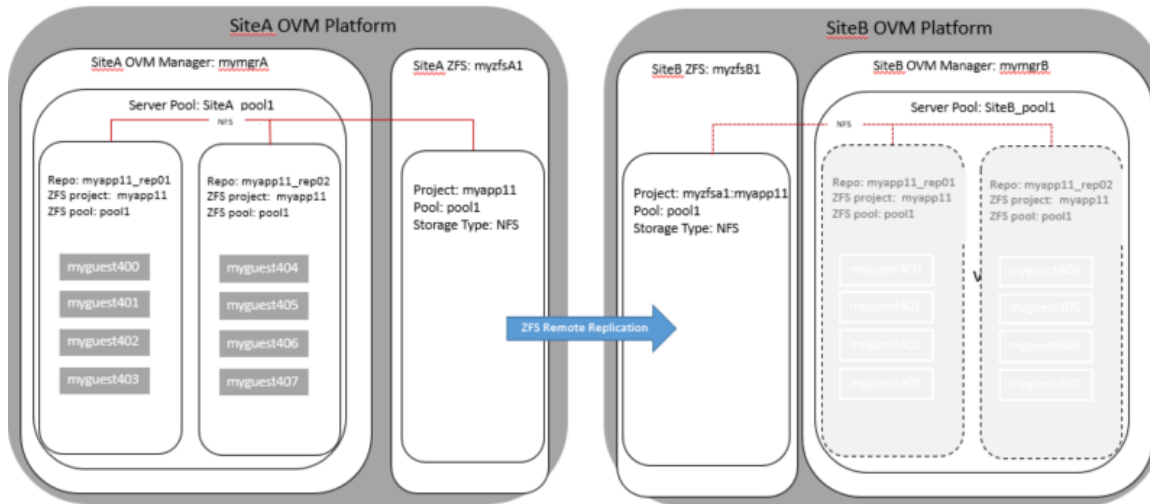 SiteA OVM Platform
SiteA OVM Manager: mymgrA
Server Pool: SiteA_pool1
NFS
Repo: myapp11_rep01
ZFS project: myapp11
ZFS pool: pool1
myguest400
myguest401
myguest402
myguest403
Repo: myapp11_rep02
ZFS project: myapp11
ZFS pool: pool1
myguest404
myguest405
myguest406
myguest407
SiteA ZFS: myzfsA1
Project: myapp11
Pool: pool1
Storage Type: NFS
ZFS Remote Replication
SiteB OVM Platform
SiteB ZFS: myzfsB1
Project: myzfsa1:myapp11
Pool: pool1
Storage Type: NFS
SiteB OVM Manager: mymgrB
Server Pool: SiteB_pool1
NFS
Repo: myapp11_rep01
ZFS project: myapp11
ZFS pool: pool1
myguest400
myguest401
myguest402
myguest403
Repo: myapp11_rep02
ZFS project: myapp11
ZFS pool: pool1
myguest404
myguest405
myguest406
myguest407